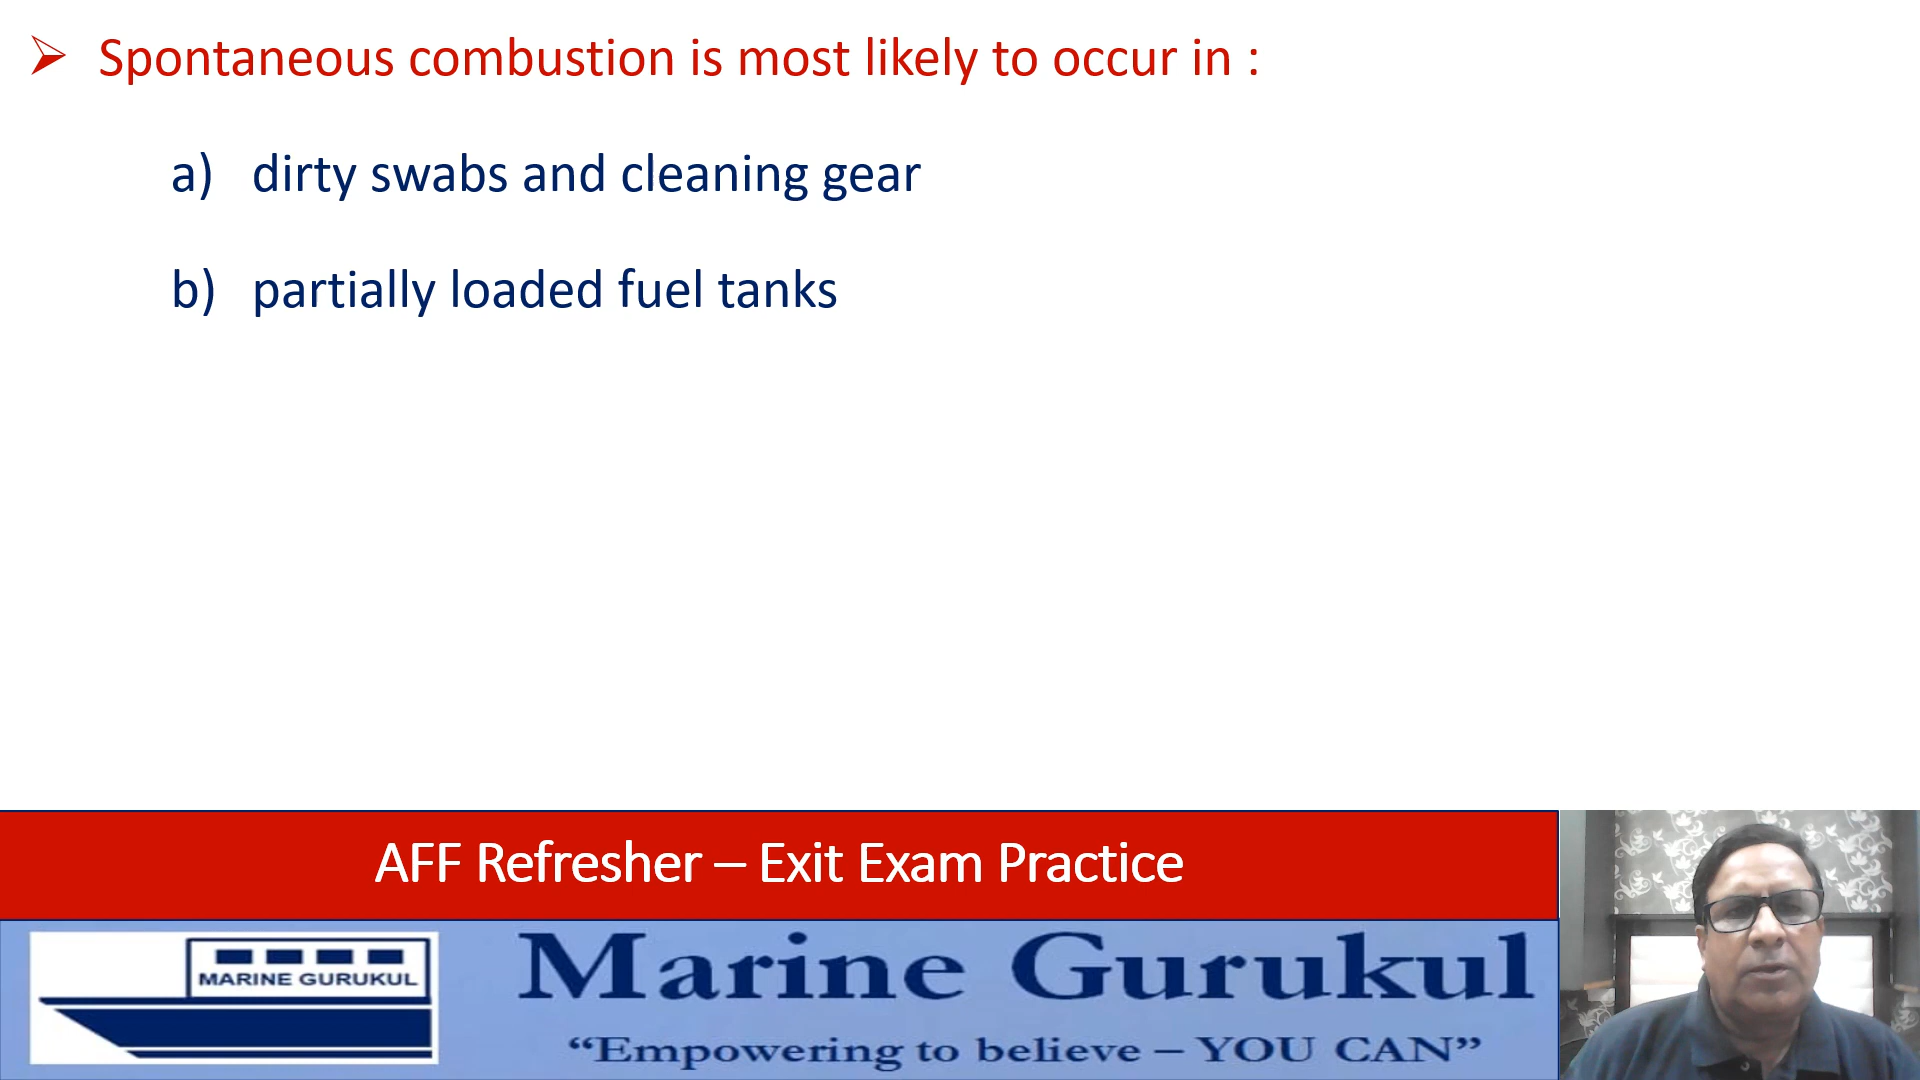 ➢ Spontaneous combustion is most likely to occur in :
a) dirty swabs and cleaning gear
b) partially loaded fuel tanks
AFF Refresher – Exit Exam Practice
MARINE GURUKUL
Marine Gurukul
“Empowering to believe – YOU CAN”